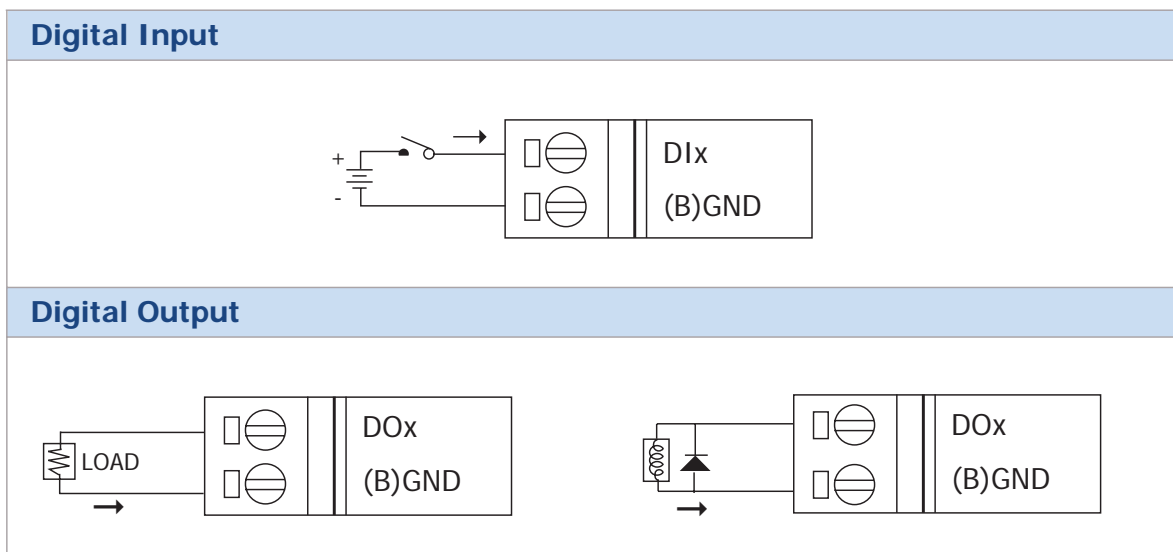 Digital Input
+
-
DIx
(B)GND
Digital Output
LOAD
DOx
(B)GND
DOx
(B)GND